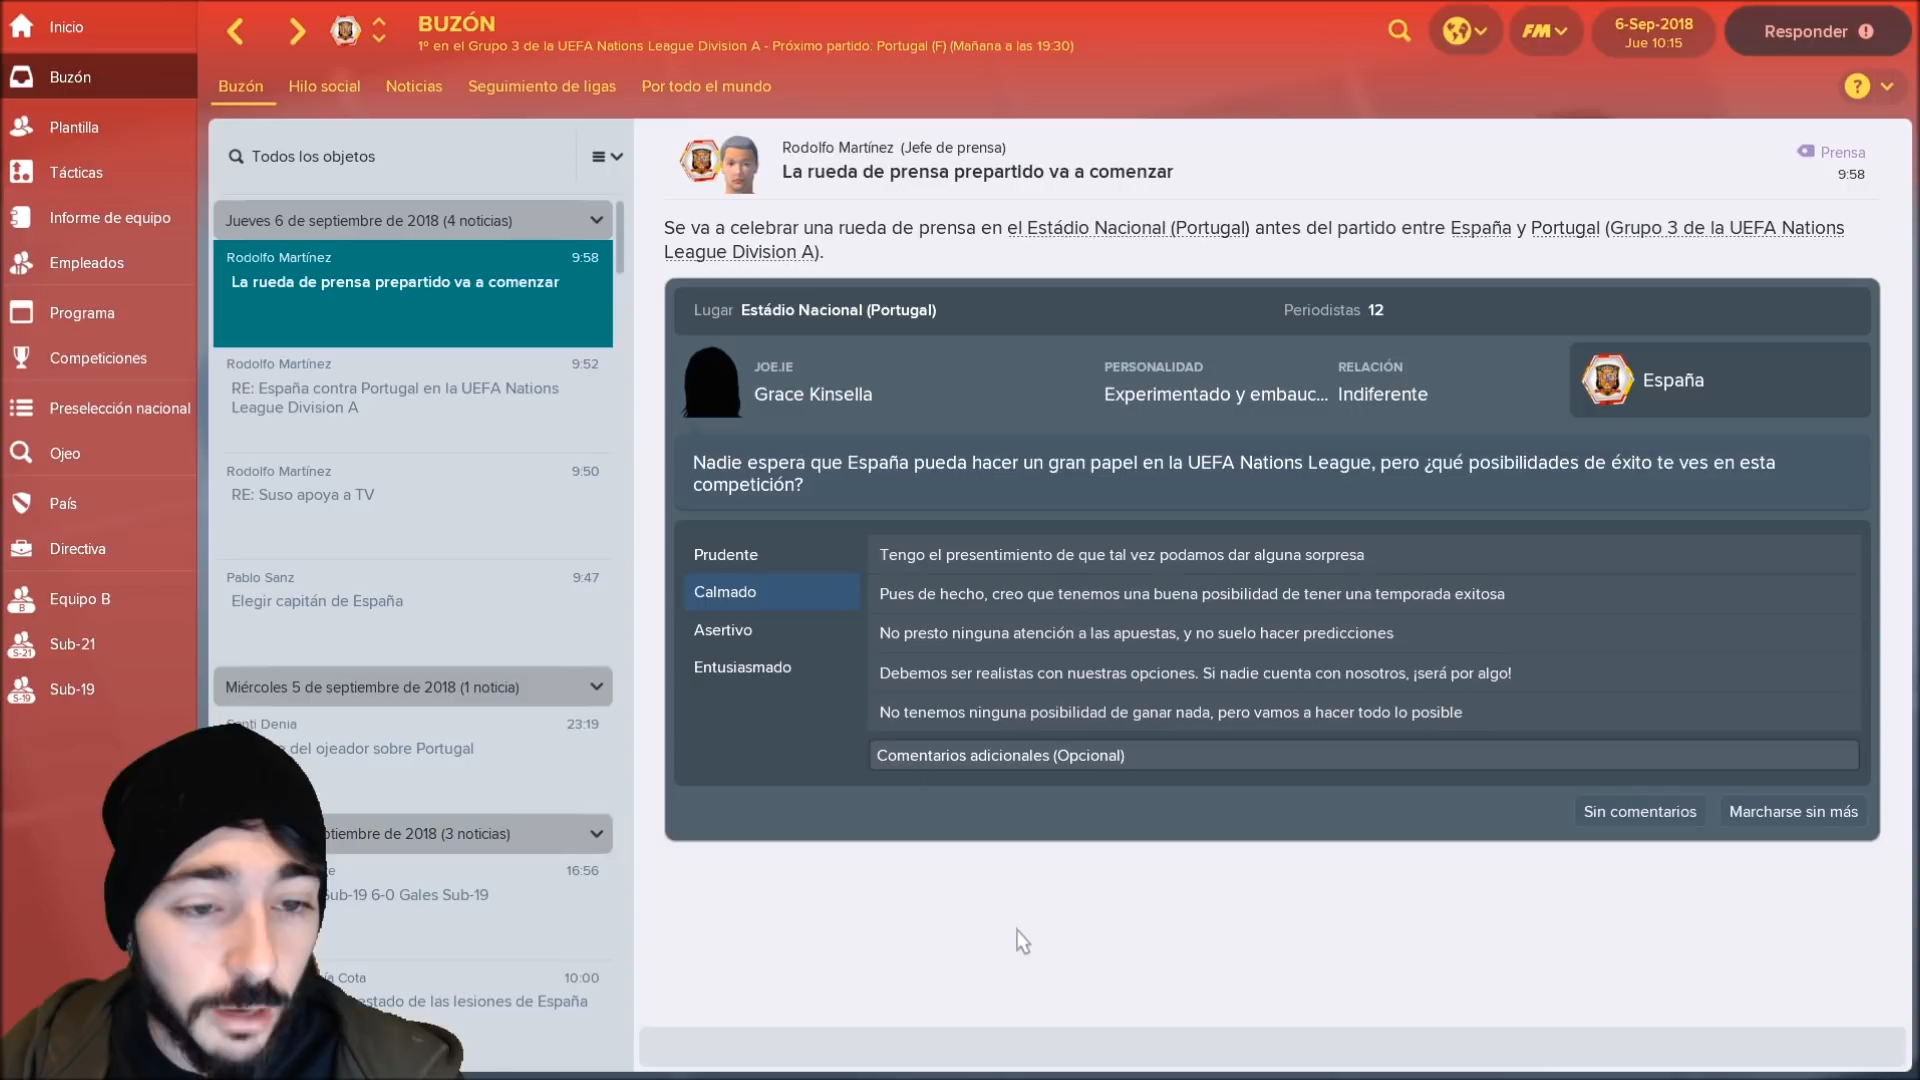 Inicio
Buzón
Plantilla
Tácticas
Informe de equipo
Empleados
Programa
Competiciones
Preselección nacional
Ojeo
País
Directiva
Equipo B
Sub-21
Sub-19
B
S-21
S-19
BUZÓN
1º en el Grupo 3 de la UEFA Nations League Division A - Próximo partido: Portugal (F) (Mañana a las 19:30)
FM
6-Sep-2018
Jue 10:15
Responder
Buzón
Hilo social
Noticias
Seguimiento de ligas
Por todo el mundo
?
Todos los objetos
Jueves 6 de septiembre de 2018 (4 noticias)
Rodolfo Martínez 9:58
La rueda de prensa prepartido va a comenzar
Rodolfo Martínez 9:52
RE: España contra Portugal en la UEFA Nations
League Division A
Rodolfo Martínez 9:50
RE: Suso apoya a TV
Pablo Sanz 9:47
Elegir capitán de España
Miércoles 5 de septiembre de 2018 (1 noticia)
Santi Denia 23:19
del ojeador sobre Portugal
de 2018 (3 noticias)
16:56
Sub-19 6-0 Gales Sub-19
Cota 10:00
estado de las lesiones de España
Rodolfo Martínez (Jefe de prensa)
La rueda de prensa prepartido va a comenzar
Prensa
9:58
Se va a celebrar una rueda de prensa en el Estádio Nacional (Portugal) antes del partido entre España y Portugal (Grupo 3 de la UEFA Nations
League Division A).
Lugar Estádio Nacional (Portugal)
Periodistas 12
JOE.IE
Grace Kinsella
PERSONALIDAD
Experimentado y embauc...
RELACIÓN
Indiferente
España
Nadie espera que España pueda hacer un gran papel en la UEFA Nations League, pero ¿qué posibilidades de éxito te ves en esta
competición?
Prudente
Calmado
Asertivo
Entusiasmado
Tengo el presentimiento de que tal vez podamos dar alguna sorpresa
Pues de hecho, creo que tenemos una buena posibilidad de tener una temporada exitosa
No presto ninguna atención a las apuestas, y no suelo hacer predicciones
Debemos ser realistas con nuestras opciones. Si nadie cuenta con nosotros, ¡será por algo!
No tenemos ninguna posibilidad de ganar nada, pero vamos a hacer todo lo posible
Comentarios adicionales (Opcional)
Sin comentarios
Marcharse sin más